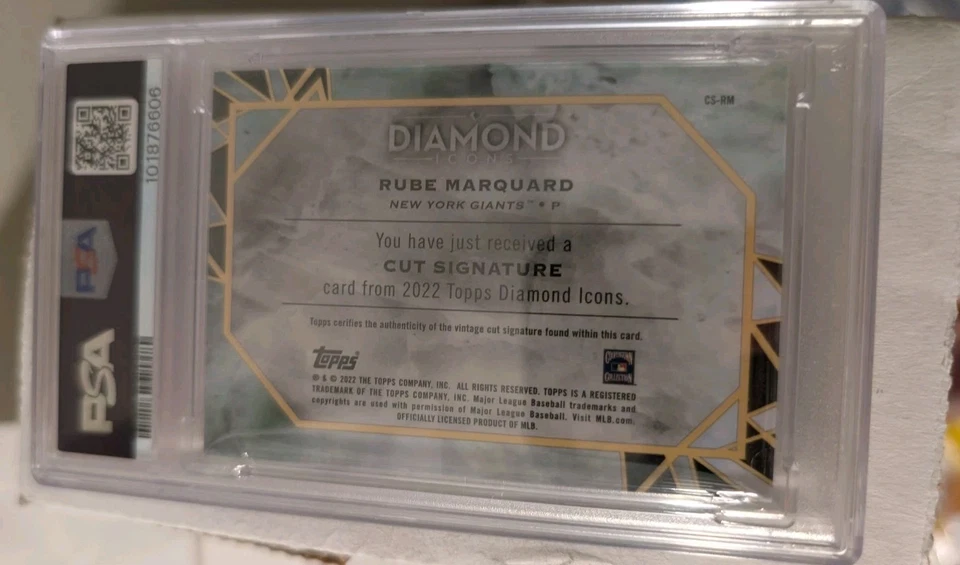 101876606
PSA
PSA
CS-RM
DIAMOND
ICONS
RUBE MARQUARD
NEW YORK GIANTS™ • P
You have just received a
CUT SIGNATURE
card from 2022 Topps Diamond Icons.
Topps cerifies the authenticity of the vintage cut signature found within this card.
topps
® & © 2022 THE TOPPS COMPANY, INC. ALL RIGHTS RESERVED. TOPPS IS A REGISTERED
TRADEMARK OF THE TOPPS COMPANY, INC. Major League Baseball trademarks and
copyrights are used with permission of Major League Baseball. Visit MLB.com.
OFFICIALLY LICENSED PRODUCT OF MLB.
COLLECTION